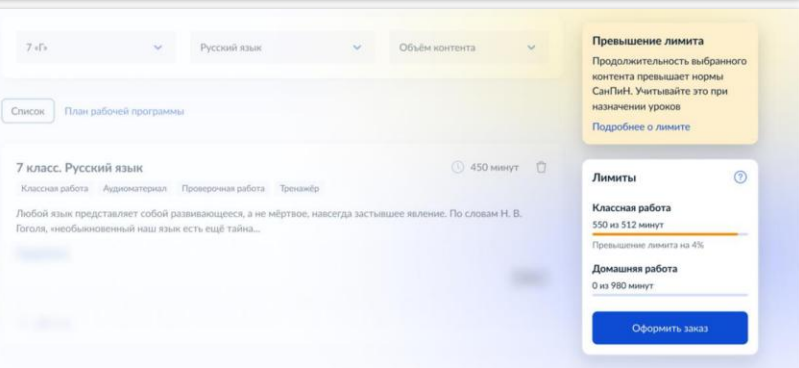 7 «Г»
Русский язык
Объём контента
Список
План рабочей программы
7 класс. Русский язык
450 минут
Классная работа Аудиоматериал Проверочная работа Тренажёр
Любой язык представляет собой развивающееся, а не мёртвое, навсегда застывшее явление. По словам Н. В.
Гоголя, «необыкновенный наш язык есть ещё тайна...
Превышение лимита
Продолжительность выбранного
контента превышает нормы
СанПиН. Учитывайте это при
назначении уроков
Подробнее о лимите
Лимиты
Классная работа
550 из 512 минут
Превышение лимита на 4%
Домашняя работа
0 из 980 минут
Оформить заказ